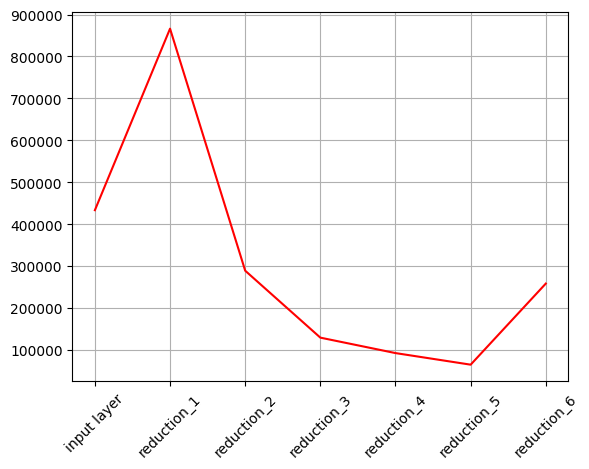 900000
800000
700000
600000
500000
400000
300000
200000
100000
input layer
reduction_1
reduction_2
reduction_3
reduction_4
reduction_5
reduction_6